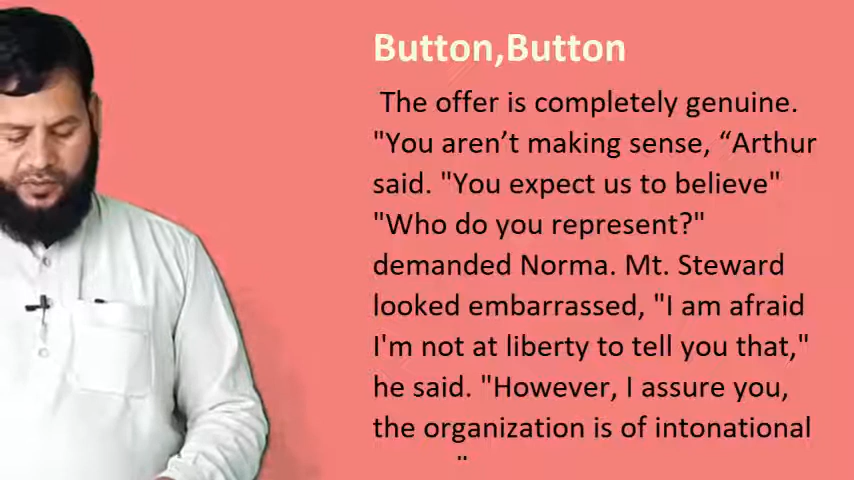 Button,Button
The offer is completely genuine.
"You aren’t making sense, “Arthur
said. "You expect us to believe"
"Who do you represent?"
demanded Norma. Mt. Steward
looked embarrassed, "I am afraid
I'm not at liberty to tell you that,"
he said. "However, I assure you,
the organization is of intonational
"